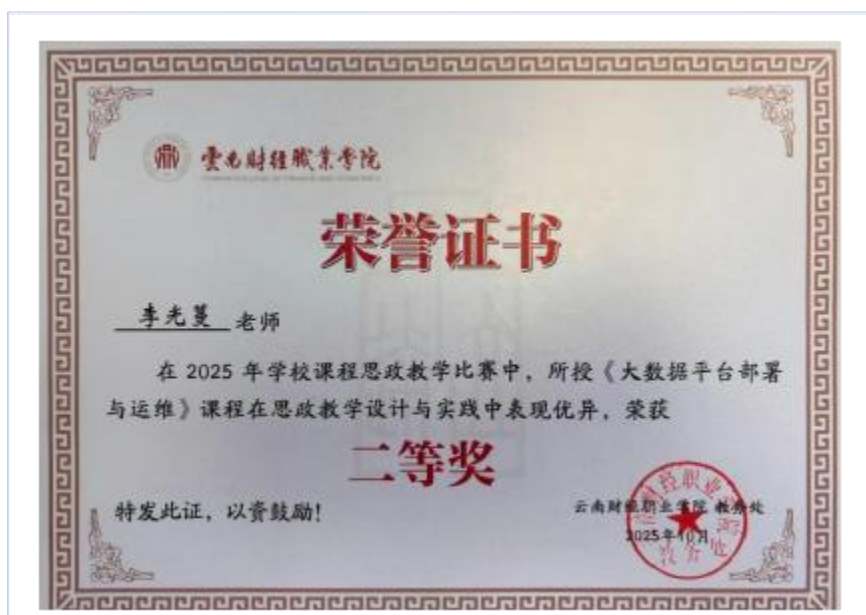 雲南财经職業学院
荣誉证书
李光蔓 老师
在 2025 年学校课程思政教学比赛中，所授《大数据平台部署
与运维》课程在思政教学设计与实践中表现优异，荣获
二等奖
特发此证，以资鼓励！
云南财经职业学院 教务处
2025年10月